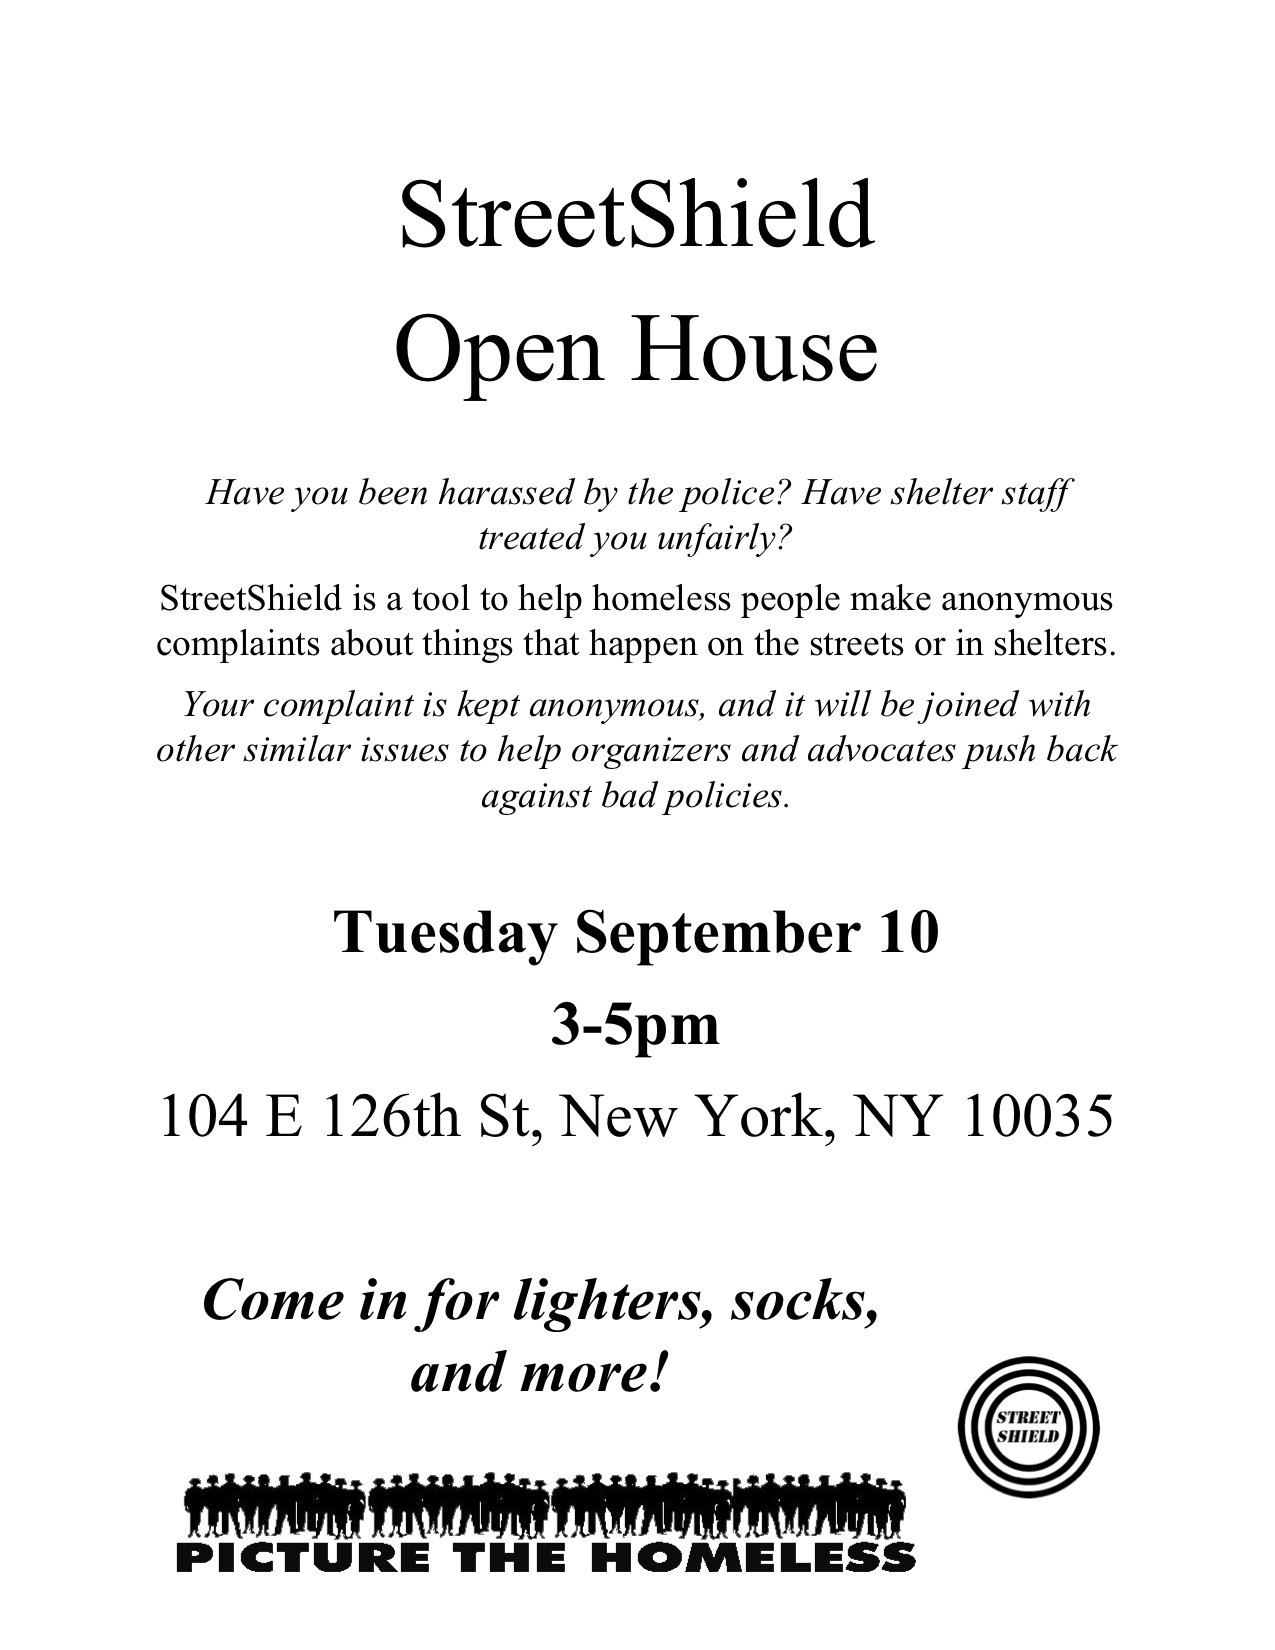 StreetShield
Open House
Have you been harassed by the police? Have shelter staff
treated you unfairly?
StreetShield is a tool to help homeless people make anonymous
complaints about things that happen on the streets or in shelters.
Your complaint is kept anonymous, and it will be joined with
other similar issues to help organizers and advocates push back
against bad policies.
Tuesday September 10
3-5pm
104 E 126th St, New York, NY 10035
Come in for lighters, socks,
and more!
STREET
SHIELD
PICTURE THE HOMELESS